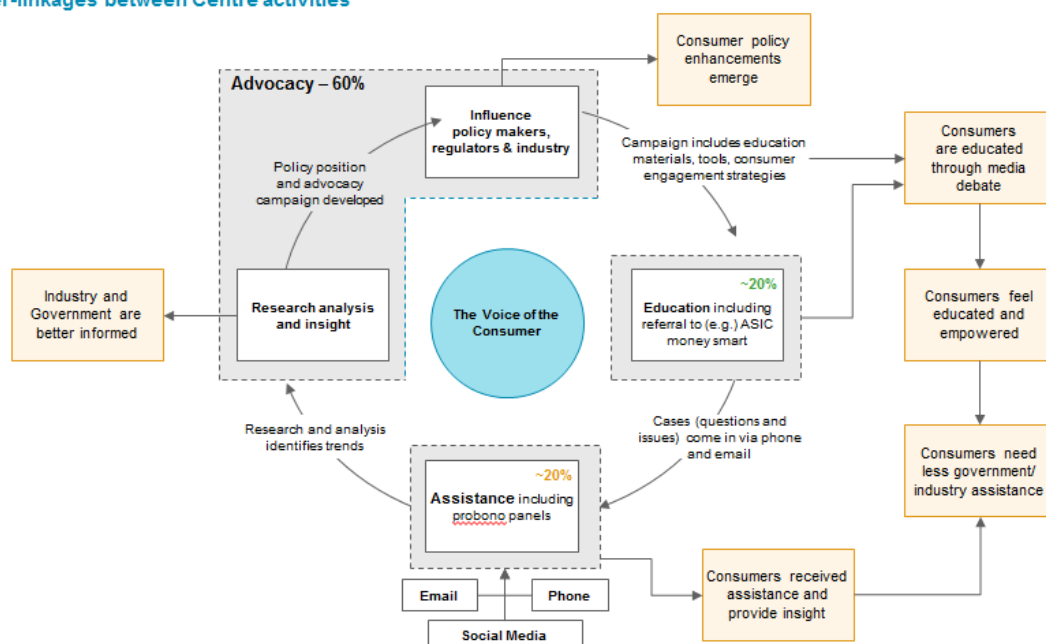 between Centre activities
Consumer policy
enhancements
emerge
Advocacy – 60%
Influence
policy makers,
regulators & industry
Policy position
and advocacy
campaign developed
Campaign includes education
materials, tools, consumer
engagement strategies
Consumers
are educated
through media
debate
Industry and
Government are
better informed
Research analysis
and insight
The Voice of the
Consumer
~20%
Education including
referral to (e.g.) ASIC
money smart
Consumers feel
educated and
empowered
Research and analysis
identifies trends
Cases (questions and
issues) come in via phone
and email
Consumers need
less government/
industry assistance
~20%
Assistance including
probono panels
Email
Phone
Social Media
Consumers received
assistance and
provide insight